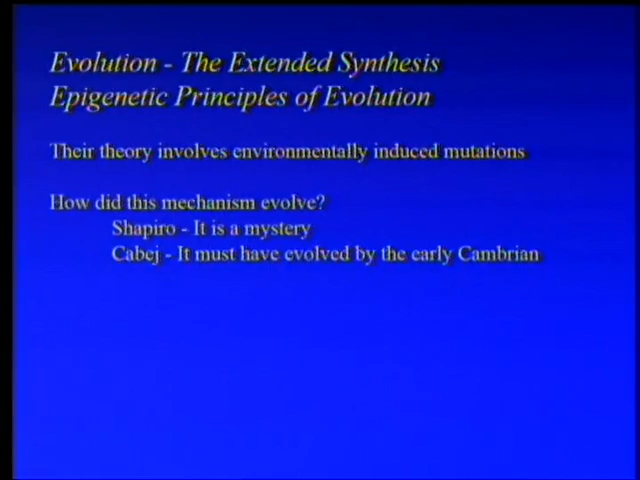 Evolution - The Extended Synthesis
Epigenetic Principles of Evolution
Their theory involves environmentally induced mutations
How did this mechanism evolve?
Shapiro - It is a mystery
Cabej - It must have evolved by the early Cambrian